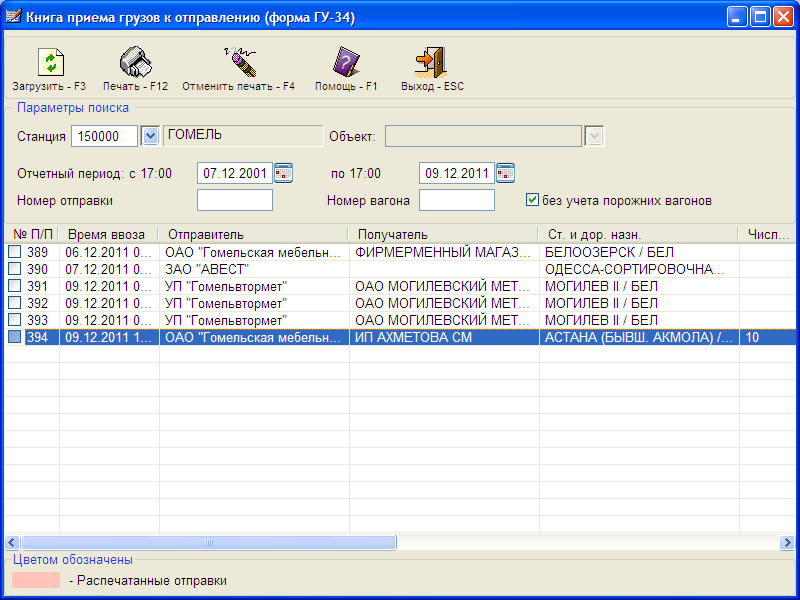 Книга приема грузов к отправлению (форма ГУ-34)
Загрузить - F3 Печать - F12 Отменить печать - F4 Помощь - F1 Выход - ESC
Параметры поиска
Станция 150000 ГОМЕЛЬ Объект:
Отчетный период: с 17:00 07.12.2001 по 17:00 09.12.2011
Номер отправки Номер вагона без учета порожних вагонов
№ П/П Время ввоза Отправитель Получатель Ст. и дор. назн. Числ...
389 06.12.2011 0... ОАО "Гомельская мебельн... ФИРМЕРМЕННЫЙ МАГАЗ... БЕЛООЗЕРСК / БЕЛ
390 07.12.2011 0... ЗАО "АВЕСТ" ОДЕССА-СОРТИРОВОЧНА...
391 09.12.2011 0... УП "Гомельвтормет" ОАО МОГИЛЕВСКИЙ МЕТ... МОГИЛЕВ II / БЕЛ
392 09.12.2011 0... УП "Гомельвтормет" ОАО МОГИЛЕВСКИЙ МЕТ... МОГИЛЕВ II / БЕЛ
393 09.12.2011 0... УП "Гомельвтормет" ОАО МОГИЛЕВСКИЙ МЕТ... МОГИЛЕВ II / БЕЛ
394 09.12.2011 1... ОАО "Гомельская мебельн... ИП АХМЕТОВА СМ АСТАНА (БЫВШ. АКМОЛА) /... 10
Цветом обозначены
- Распечатанные отправки